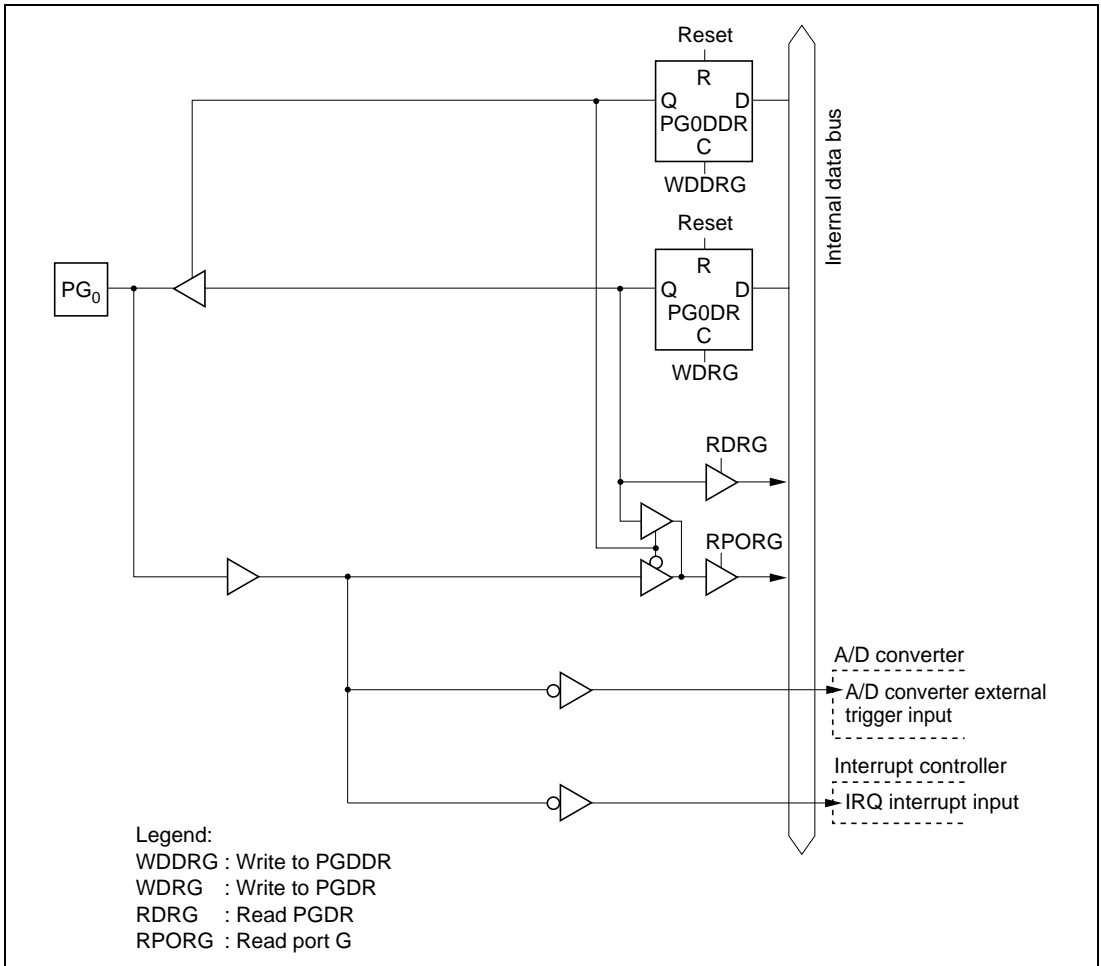 Reset
R
Q D
PG0DDR
C
WDDRG
Internal data bus
Reset
R
PG0
Q D
PG0DR
C
WDRG
RDRG
RPORG
A/D converter
A/D converter external
trigger input
Interrupt controller
IRQ interrupt input
Legend:
WDDRG : Write to PGDDR
WDRG : Write to PGDR
RDRG : Read PGDR
RPORG : Read port G